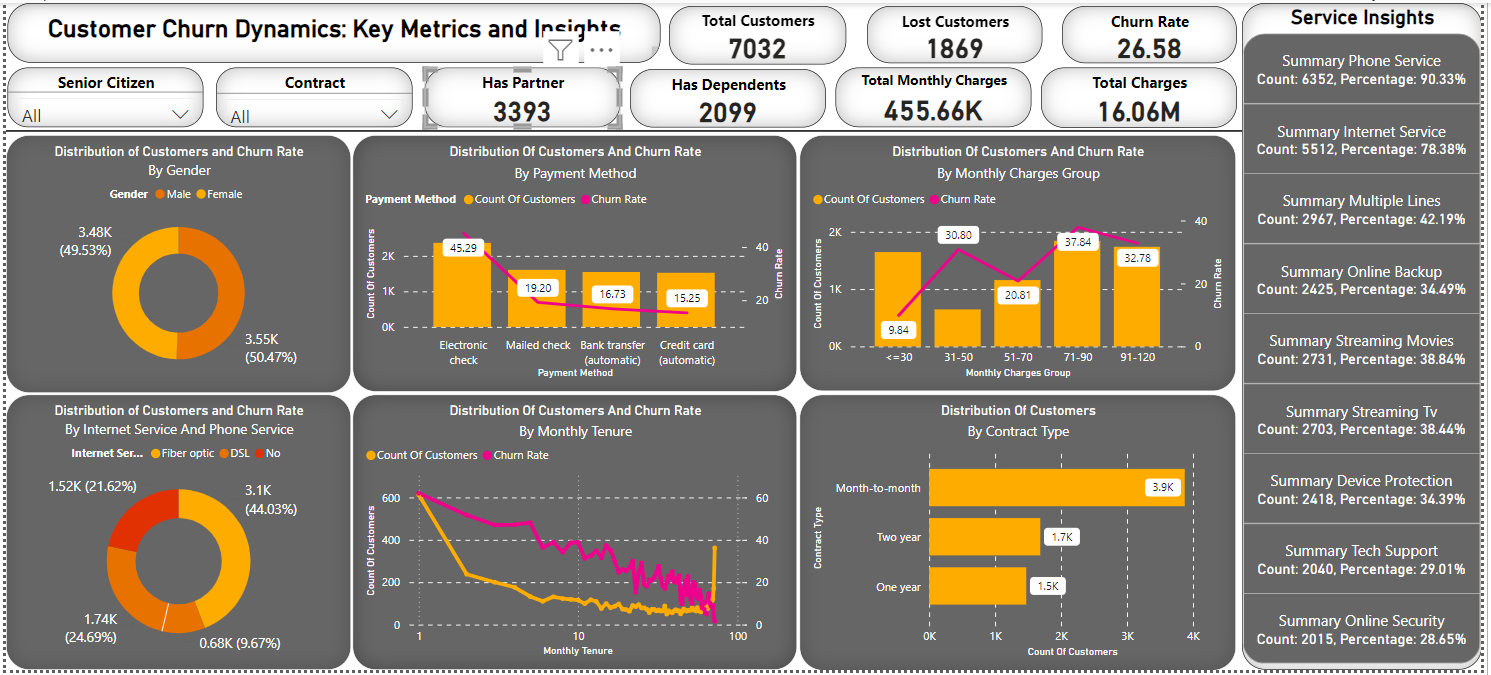 Customer Churn Dynamics: Key Metrics and Insights
Total Customers
7032
Lost Customers
1869
Churn Rate
26.58
Senior Citizen
All
Contract
All
Has Partner
3393
Has Dependents
2099
Total Monthly Charges
455.66K
Total Charges
16.06M
Distribution of Customers and Churn Rate
By Gender
Gender Male Female
3.48K
(49.53%)
3.55K
(50.47%)
Distribution Of Customers And Churn Rate
By Payment Method
Payment Method Count Of Customers Churn Rate
Count Of Customers
2K
1K
0K
45.29
19.20
16.73
15.25
40
20
Churn Rate
Electronic
check
Mailed check
Bank transfer
(automatic)
Credit card
(automatic)
Payment Method
Distribution Of Customers And Churn Rate
By Monthly Charges Group
Count Of Customers Churn Rate
Count Of Customers
2K
1K
0K
9.84
30.80
20.81
37.84
32.78
40
20
0
Churn Rate
<=30
31-50
51-70
71-90
91-120
Monthly Charges Group
Distribution of Customers and Churn Rate
By Internet Service And Phone Service
Internet Ser... Fiber optic DSL No
1.52K (21.62%)
3.1K
(44.03%)
1.74K
(24.69%)
0.68K (9.67%)
Distribution Of Customers And Churn Rate
By Monthly Tenure
Count Of Customers Churn Rate
Count Of Customers
600
400
200
0
60
40
20
0
Churn Rate
1
10
100
Monthly Tenure
Distribution Of Customers
By Contract Type
Contract Type
Month-to-month
3.9K
Two year
1.7K
One year
1.5K
0K
1K
2K
3K
4K
Count Of Customers
Service Insights
Summary Phone Service
Count: 6352, Percentage: 90.33%
Summary Internet Service
Count: 5512, Percentage: 78.38%
Summary Multiple Lines
Count: 2967, Percentage: 42.19%
Summary Online Backup
Count: 2425, Percentage: 34.49%
Summary Streaming Movies
Count: 2731, Percentage: 38.84%
Summary Streaming Tv
Count: 2703, Percentage: 38.44%
Summary Device Protection
Count: 2418, Percentage: 34.39%
Summary Tech Support
Count: 2040, Percentage: 29.01%
Summary Online Security
Count: 2015, Percentage: 28.65%